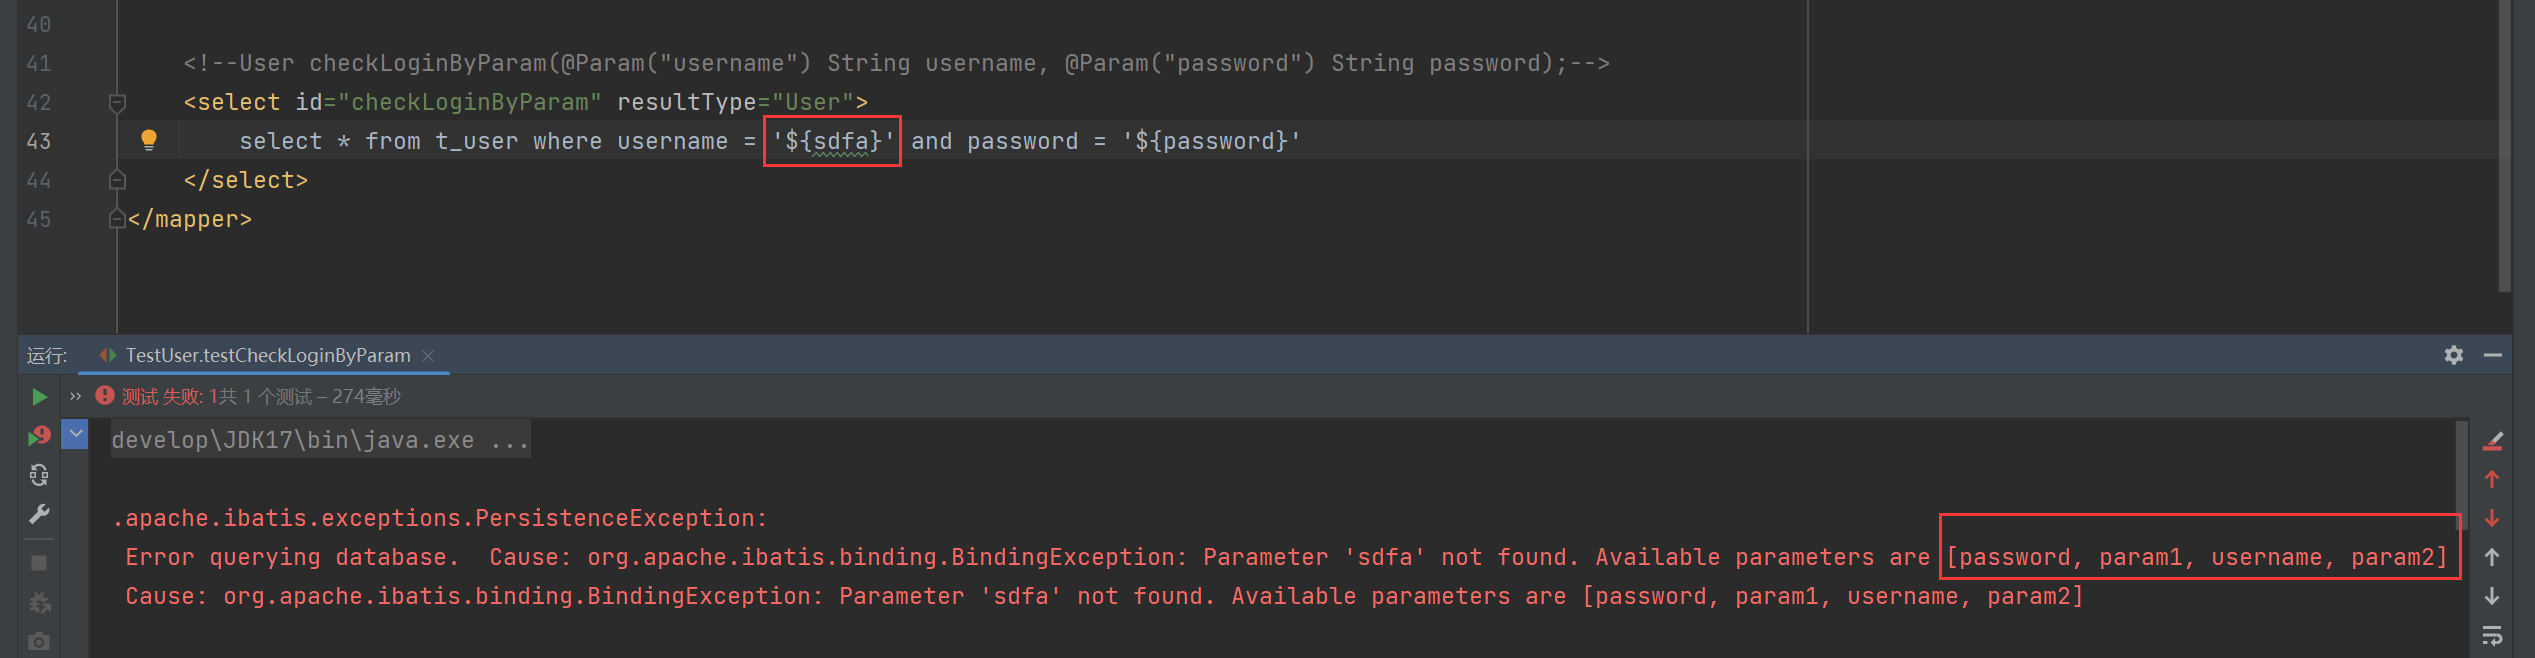 40
41 <!--User checkLoginByParam(@Param("username") String username, @Param("password") String password);-->
42 <select id="checkLoginByParam" resultType="User">
43 select * from t_user where username = '${sdfa}' and password = '${password}'
44 </select>
45 </mapper>
运行: TestUser.testCheckLoginByParam
测试 失败: 1共 1 个测试 – 274毫秒
develop\JDK17\bin\java.exe ...
.apache.ibatis.exceptions.PersistenceException:
Error querying database.  Cause: org.apache.ibatis.binding.BindingException: Parameter 'sdfa' not found. Available parameters are [password, param1, username, param2]
Cause: org.apache.ibatis.binding.BindingException: Parameter 'sdfa' not found. Available parameters are [password, param1, username, param2]